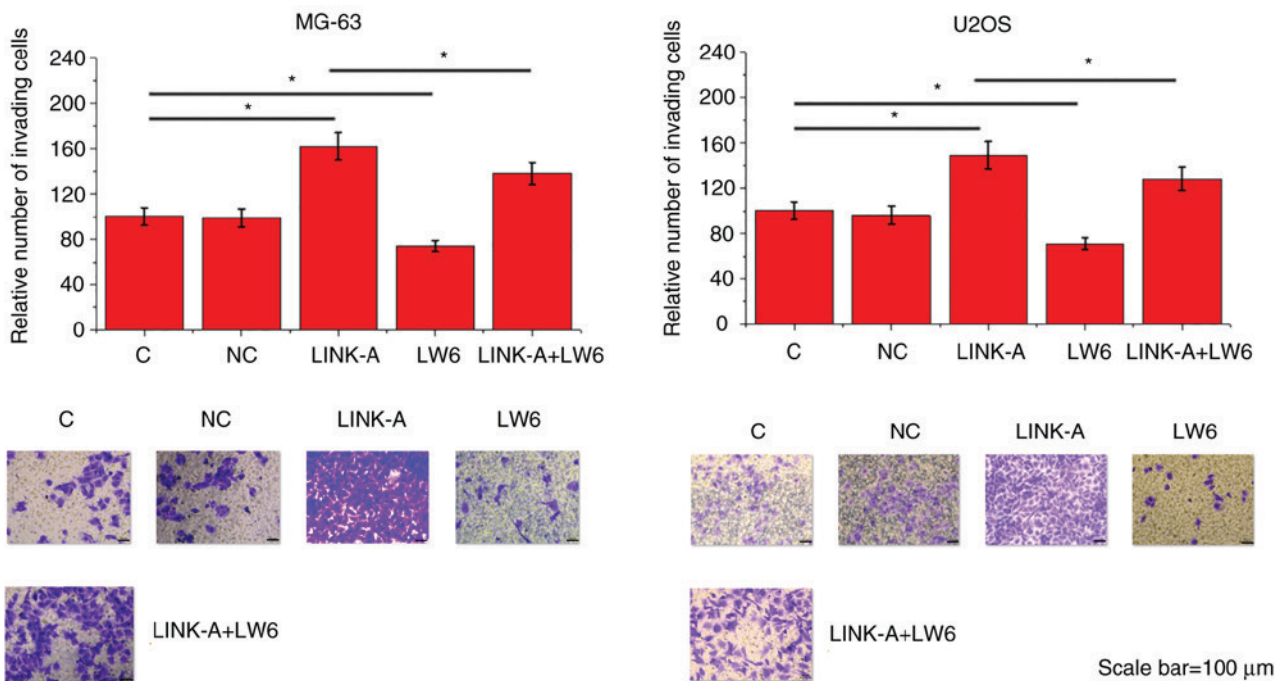 MG-63
Relative number of invading cells
240
200
160
120
80
40
0
*
*
*
C NC LINK-A LW6 LINK-A+LW6
C NC LINK-A LW6
LINK-A+LW6
U2OS
Relative number of invading cells
240
200
160
120
80
40
0
*
*
*
C NC LINK-A LW6 LINK-A+LW6
C NC LINK-A LW6
LINK-A+LW6
Scale bar=100 µm